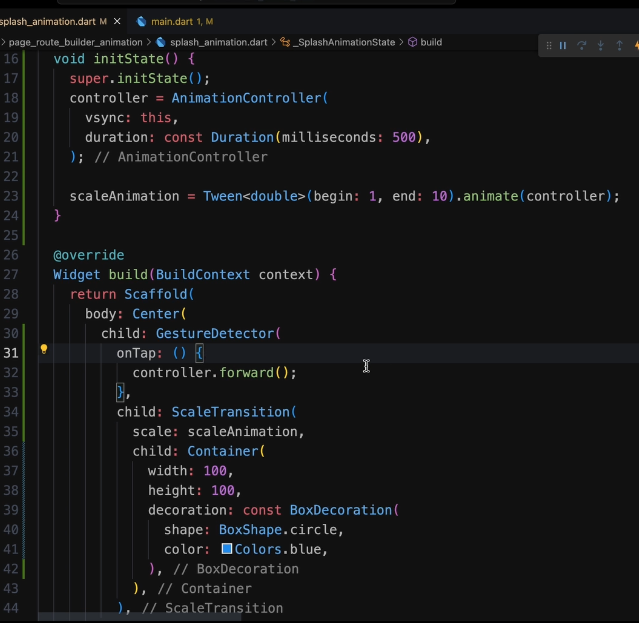 splash_animation.dart M × main.dart 1, M
> page_route_builder_animation > splash_animation.dart > _SplashAnimationState > build
16 void initState() {
17 super.initState();
18 controller = AnimationController(
19 vsync: this,
20 duration: const Duration(milliseconds: 500),
21 ); // AnimationController
22
23 scaleAnimation = Tween<double>(begin: 1, end: 10).animate(controller);
24 }
25
26 @override
27 Widget build(BuildContext context) {
28 return Scaffold(
29 body: Center(
30 child: GestureDetector(
31 onTap: () {
32 controller.forward();
33 },
34 child: ScaleTransition(
35 scale: scaleAnimation,
36 child: Container(
37 width: 100,
38 height: 100,
39 decoration: const BoxDecoration(
40 shape: BoxShape.circle,
41 color: Colors.blue,
42 ), // BoxDecoration
43 ), // Container
44 ), // ScaleTransition